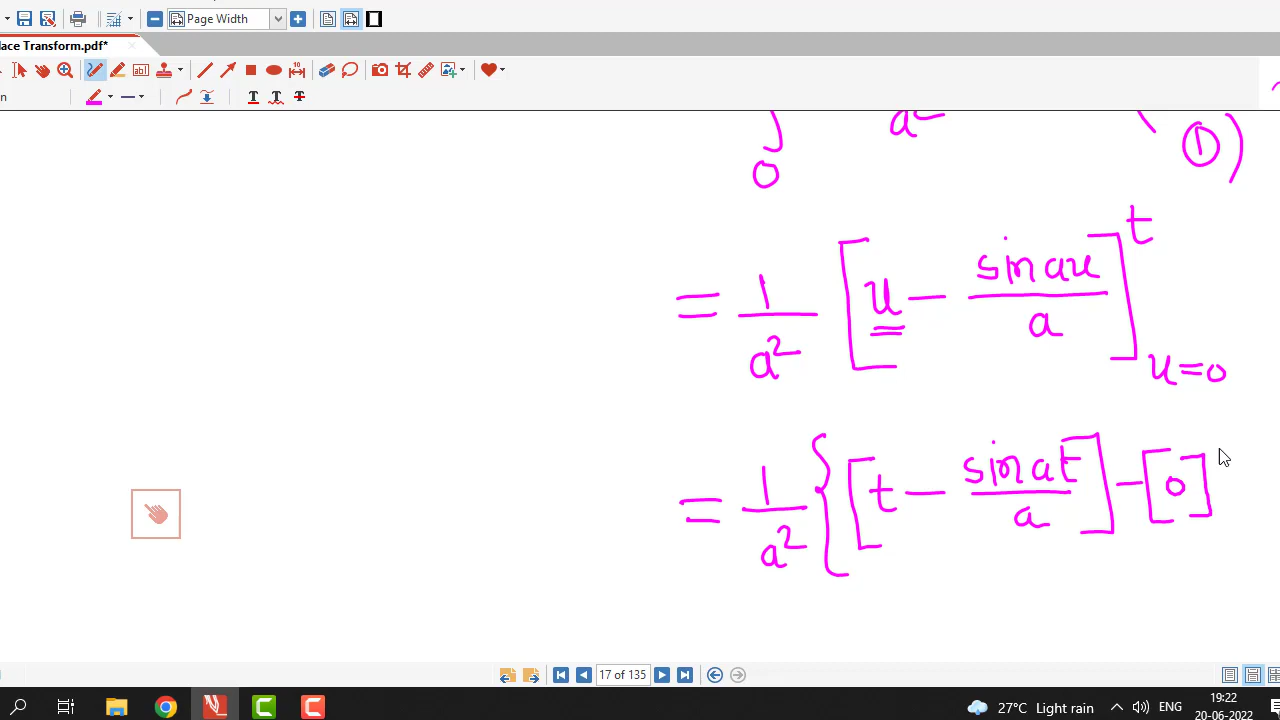 Page Width
lace Transform.pdf*
0 a² (①)
= 1/a² [u - sin au/a]ᵗ u=0
= 1/a² { [t - sin at/a] - [0]
17 of 135
19:22
27°C Light rain ENG
20-06-2022